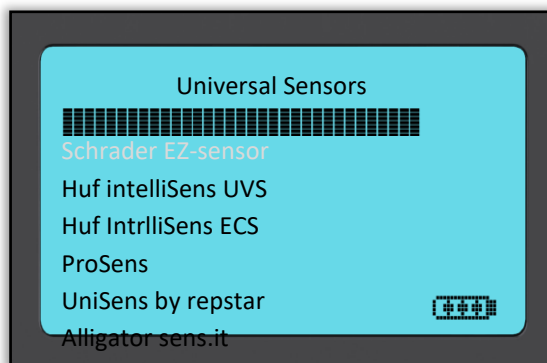 Universal Sensors
Schrader EZ-sensor
Huf intelliSens UVS
Huf IntrlliSens ECS
ProSens
UniSens by repstar
Alligator sens.it